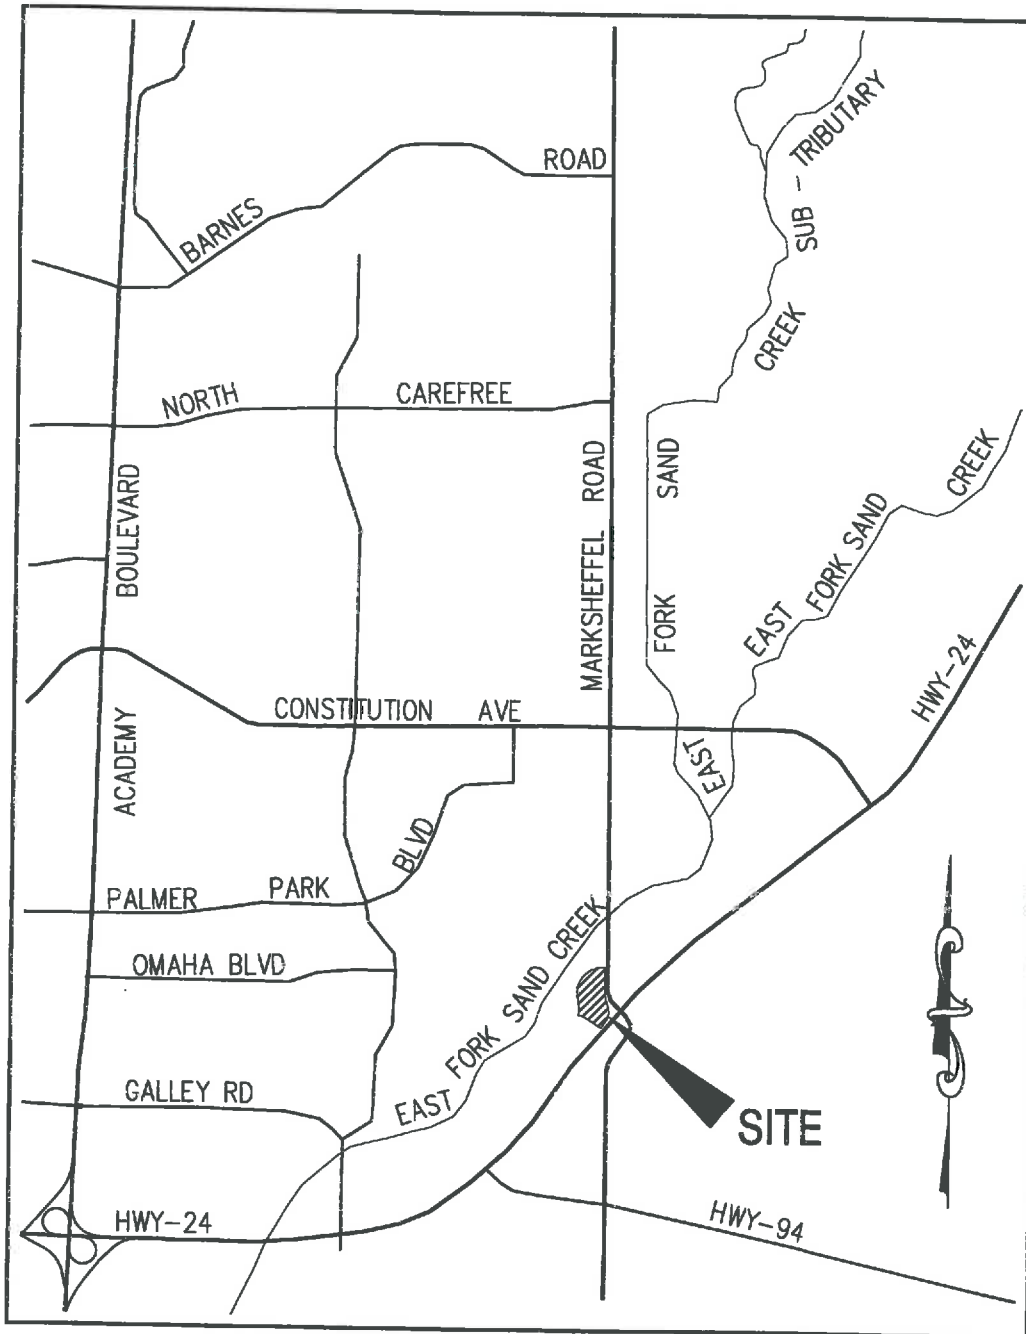 BARNES ROAD
SUB - TRIBUTARY
CREEK
SAND
FORK
EAST
NORTH CAREFREE
BOULEVARD
ACADEMY
MARKSHEFFEL ROAD
EAST FORK SAND CREEK
HWY-24
CONSTITUTION AVE
PALMER PARK BLVD
OMAHA BLVD
EAST FORK SAND CREEK
GALLEY RD
SITE
HWY-24
HWY-94